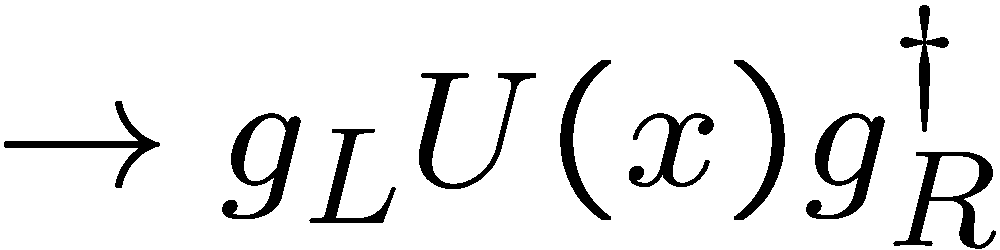 → g_L U(x) g_R^†